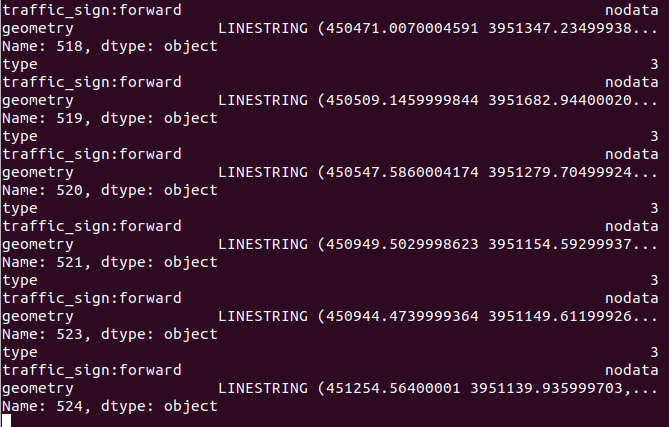 traffic_sign:forward nodata
geometry LINESTRING (450471.0070004591 3951347.23499938...
Name: 518, dtype: object
type 3
traffic_sign:forward nodata
geometry LINESTRING (450509.1459999844 3951682.94400020...
Name: 519, dtype: object
type 3
traffic_sign:forward nodata
geometry LINESTRING (450547.5860004174 3951279.70499924...
Name: 520, dtype: object
type 3
traffic_sign:forward nodata
geometry LINESTRING (450949.5029998623 3951154.59299937...
Name: 521, dtype: object
type 3
traffic_sign:forward nodata
geometry LINESTRING (450944.4739999364 3951149.61199926...
Name: 523, dtype: object
type 3
traffic_sign:forward nodata
geometry LINESTRING (451254.56400001 3951139.935999703,...
Name: 524, dtype: object